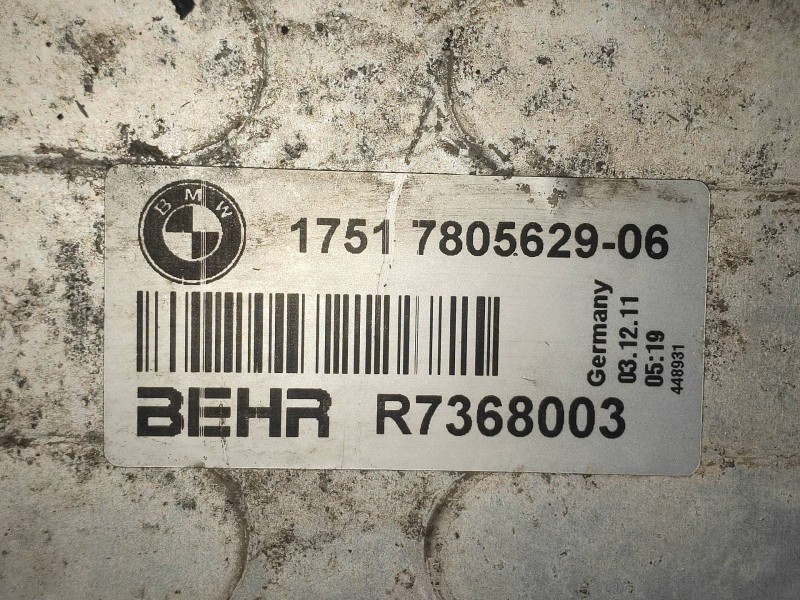 BMW
1751 7805629-06
BEHR R7368003
Germany
03.12.11
05:19
448931